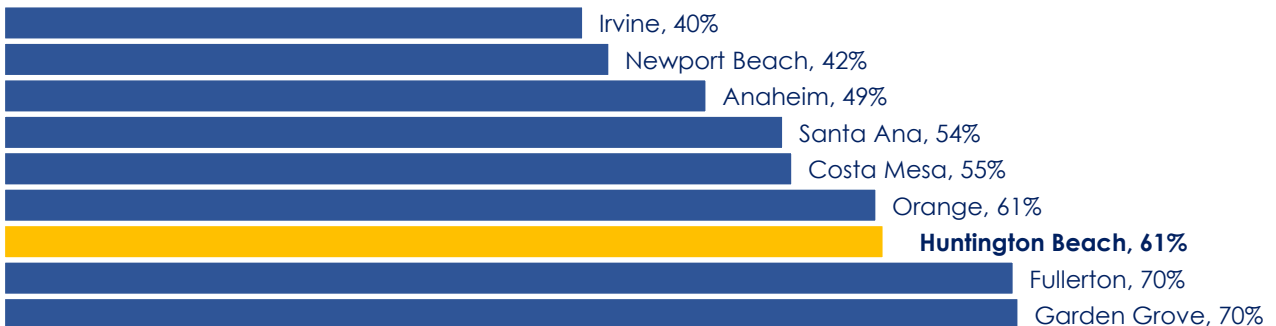 Irvine, 40%
Newport Beach, 42%
Anaheim, 49%
Santa Ana, 54%
Costa Mesa, 55%
Orange, 61%
Huntington Beach, 61%
Fullerton, 70%
Garden Grove, 70%